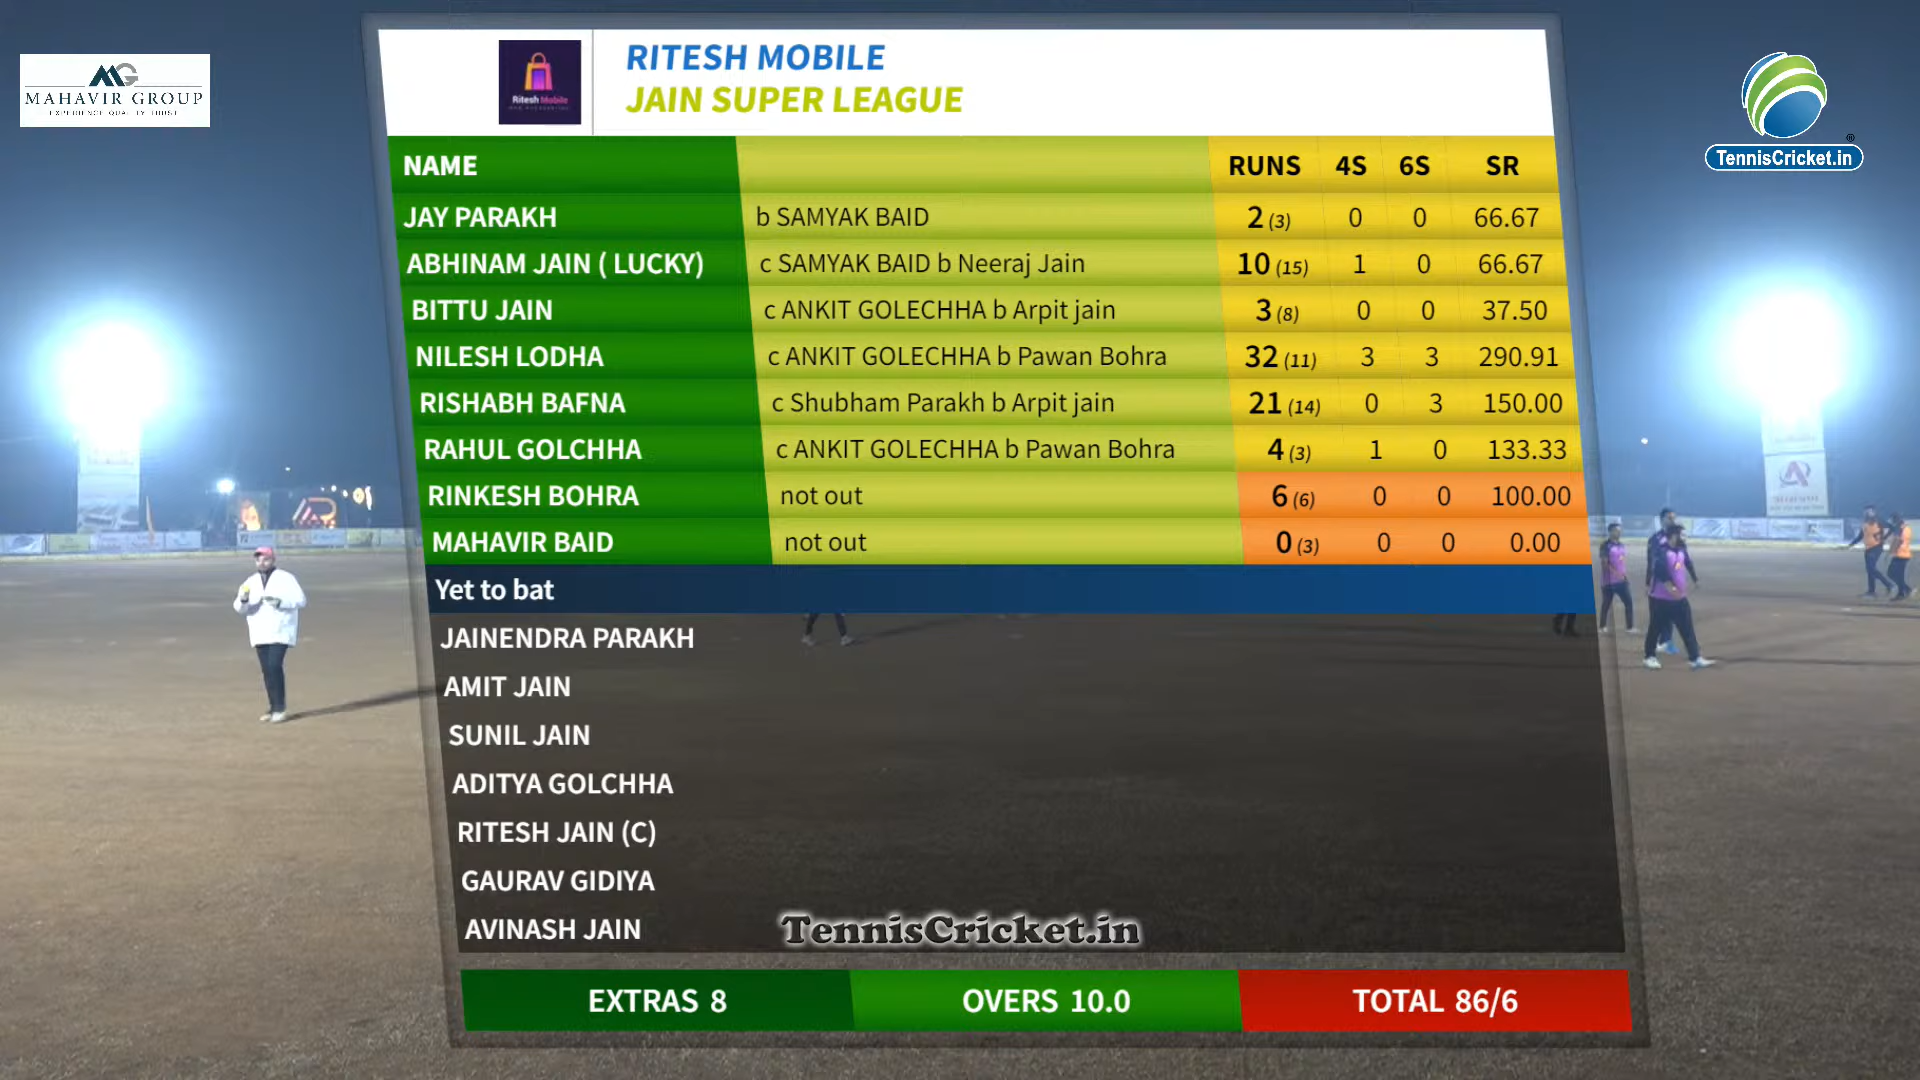 MG
MAHAVIR GROUP
EXPERIENCE QUALITY TRUST
Ritesh Mobile
RITESH MOBILE
JAIN SUPER LEAGUE
TennisCricket.in
®
NAME RUNS 4S 6S SR
JAY PARAKH b SAMYAK BAID 2 (3) 0 0 66.67
ABHINAM JAIN ( LUCKY) c SAMYAK BAID b Neeraj Jain 10 (15) 1 0 66.67
BITTU JAIN c ANKIT GOLECHHA b Arpit jain 3 (8) 0 0 37.50
NILESH LODHA c ANKIT GOLECHHA b Pawan Bohra 32 (11) 3 3 290.91
RISHABH BAFNA c Shubham Parakh b Arpit jain 21 (14) 0 3 150.00
RAHUL GOLCHHA c ANKIT GOLECHHA b Pawan Bohra 4 (3) 1 0 133.33
RINKESH BOHRA not out 6 (6) 0 0 100.00
MAHAVIR BAID not out 0 (3) 0 0 0.00
Yet to bat
JAINENDRA PARAKH
AMIT JAIN
SUNIL JAIN
ADITYA GOLCHHA
RITESH JAIN (C)
GAURAV GIDIYA
AVINASH JAIN
TennisCricket.in
EXTRAS 8 OVERS 10.0 TOTAL 86/6